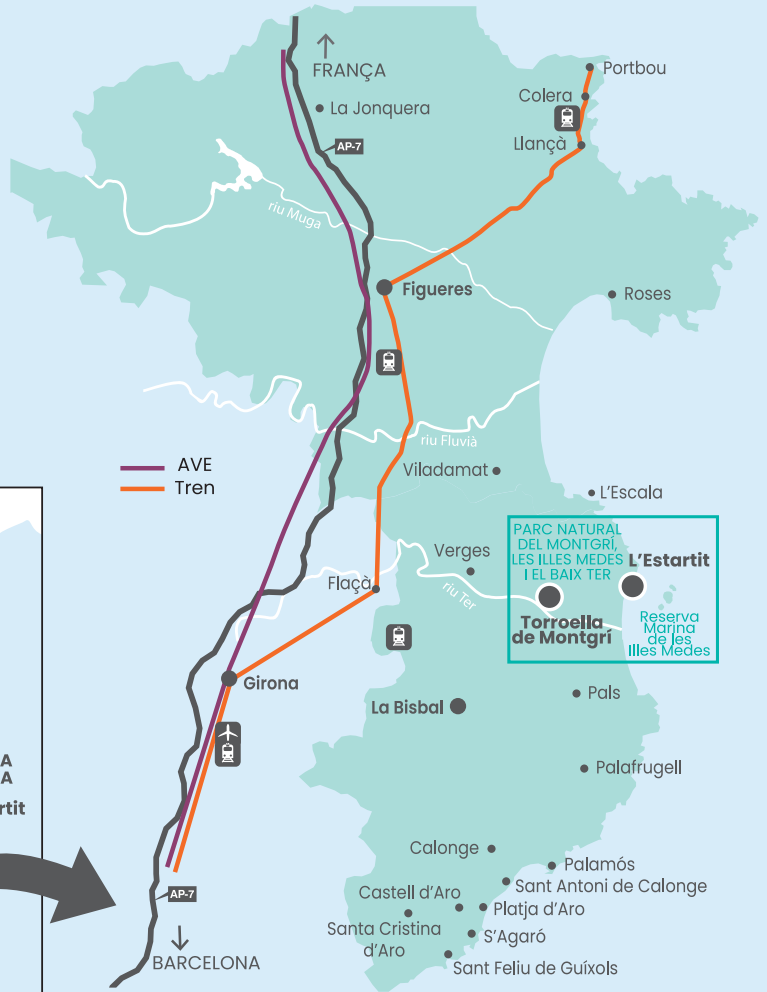 FRANÇA
La Jonquera
AP-7
Portbou
Colera
Llançà
riu Muga
Figueres
Roses
riu Fluvià
Viladamat
AVE
Tren
L'Escala
PARC NATURAL
DEL MONTGRÍ,
LES ILLES MEDES
I EL BAIX TER
L'Estartit
Verges
Flaçà
riu Ter
Torroella
de Montgrí
Reserva
Marina
de les
Illes Medes
Girona
La Bisbal
Pals
A
A
rtit
Palafrugell
Calonge
Palamós
Sant Antoni de Calonge
Castell d'Aro
Platja d'Aro
Santa Cristina
d'Aro
S'Agaró
Sant Feliu de Guíxols
AP-7
BARCELONA